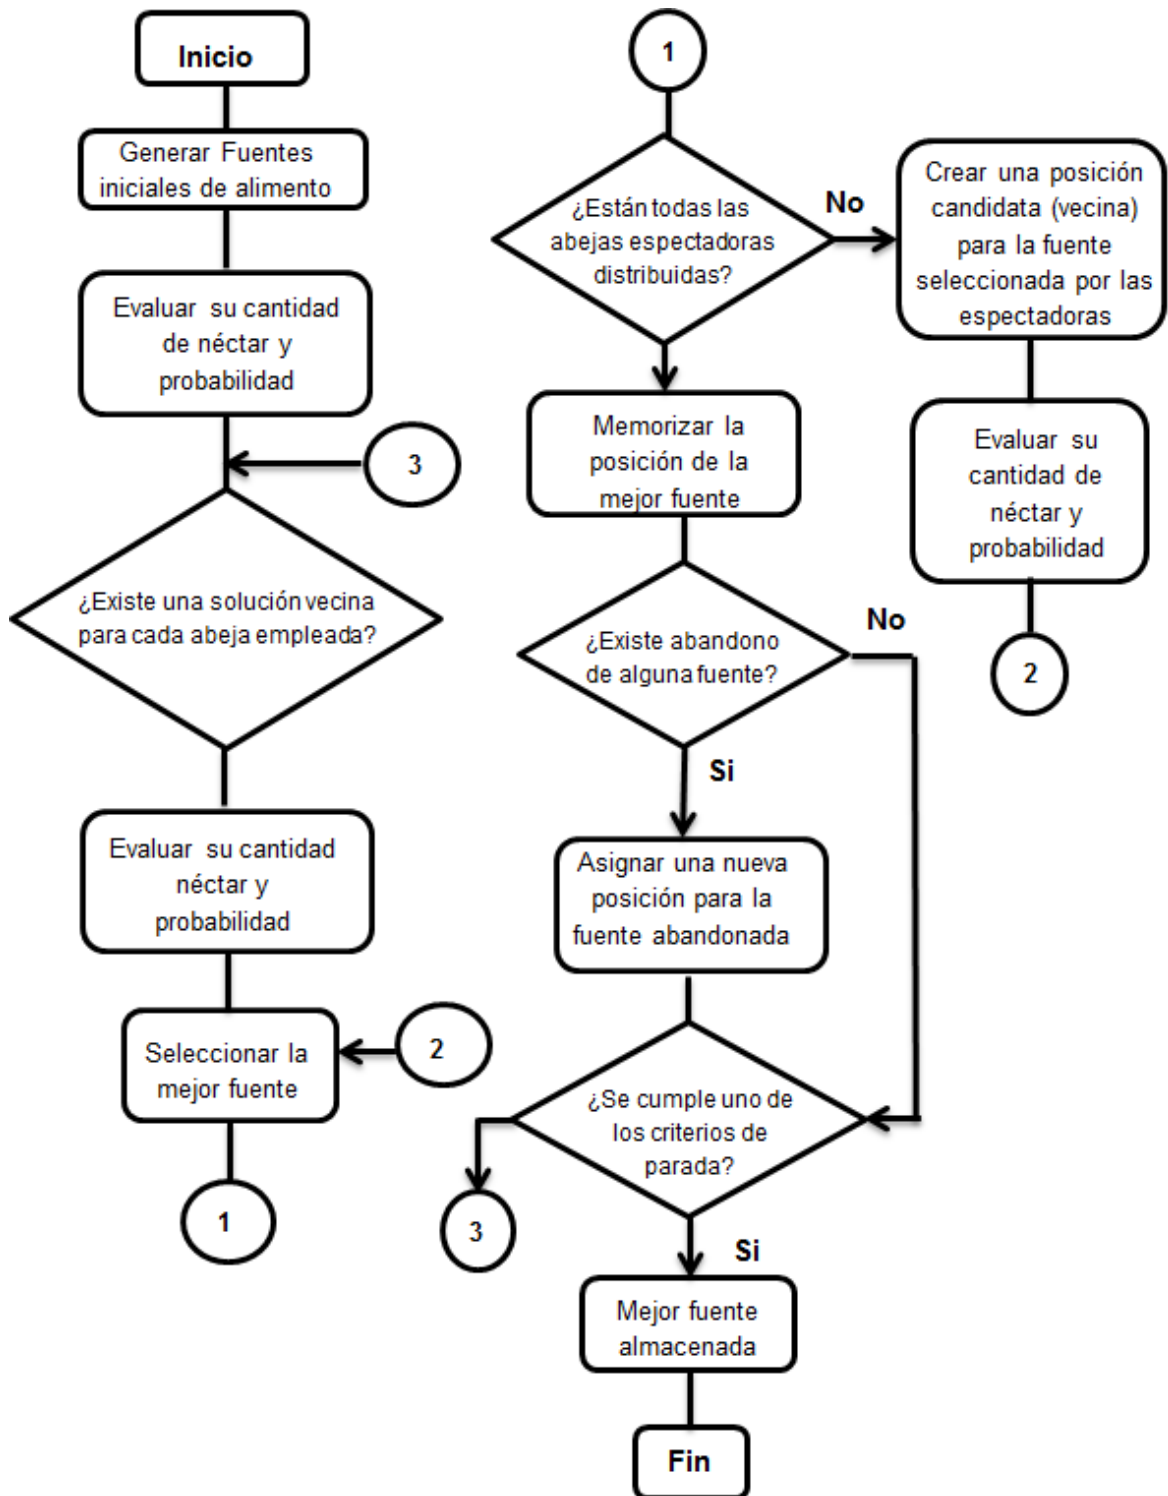 Inicio
Generar Fuentes
iniciales de alimento
Evaluar su cantidad
de néctar y
probabilidad
3
¿Existe una solución vecina
para cada abeja empleada?
Evaluar su cantidad
néctar y
probabilidad
Seleccionar la
mejor fuente
2
1
1
¿Están todas las
abejas espectadoras
distribuidas?
No
Crear una posición
candidata (vecina)
para la fuente
seleccionada por las
espectadoras
Evaluar su
cantidad de
néctar y
probabilidad
2
Memorizar la
posición de la
mejor fuente
¿Existe abandono
de alguna fuente?
No
Si
Asignar una nueva
posición para la
fuente abandonada
¿Se cumple uno de
los criterios de
parada?
3
Si
Mejor fuente
almacenada
Fin